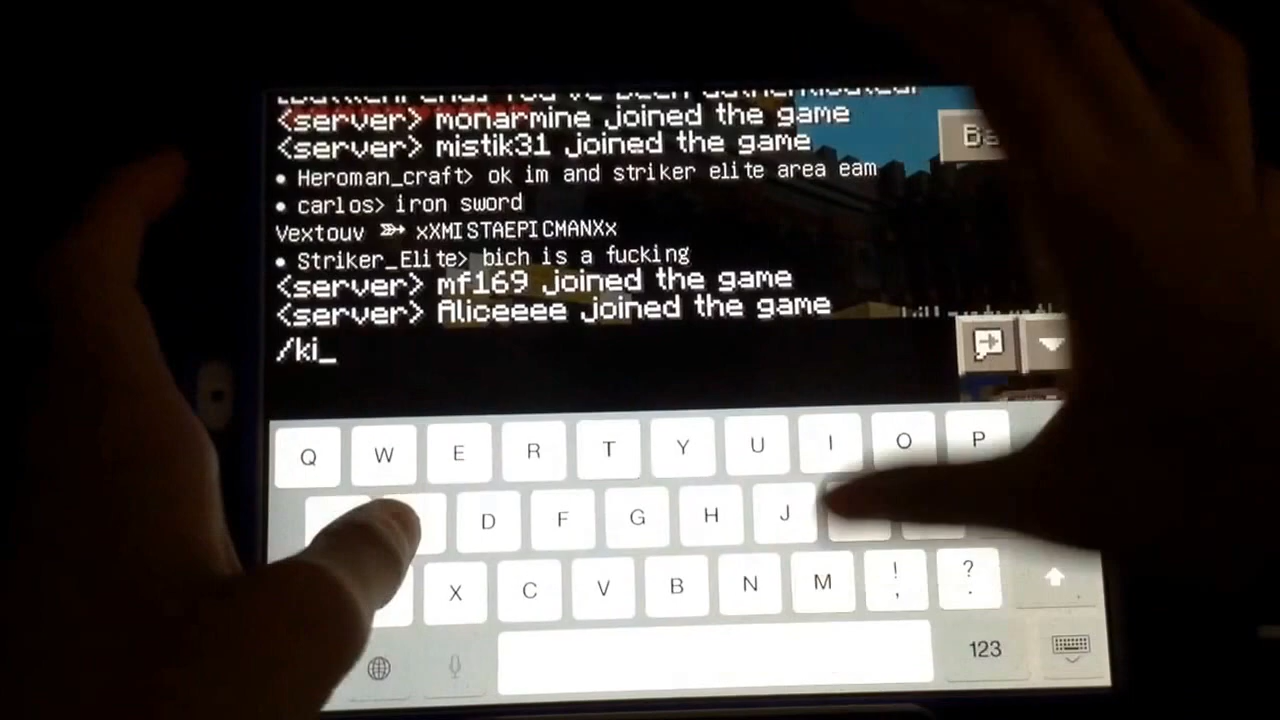 <server> monarmine joined the game
<server> mistik31 joined the game
• Heroman_craft> ok im and striker elite area eam
• carlos> iron sword
Vextouv ➳ xXMISTAEPICMANXx
• Striker_Elite> bich is a fucking
<server> mf169 joined the game
<server> Aliceeee joined the game
/ki_
Q W E R T Y U I O P
D F G H J
X C V B N M ! , ? .
123